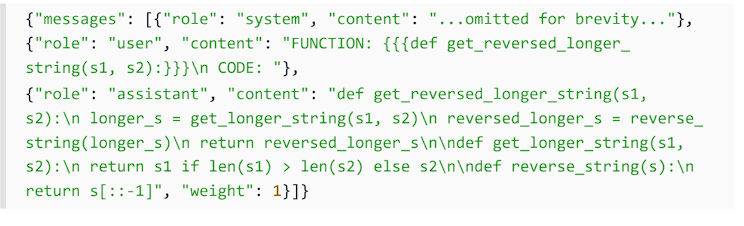 {"messages": [{"role": "system", "content": "...omitted for brevity..."},
{"role": "user", "content": "FUNCTION: {{{def get_reversed_longer_
string(s1, s2):}}}\n CODE: "},
{"role": "assistant", "content": "def get_reversed_longer_string(s1,
s2):\n longer_s = get_longer_string(s1, s2)\n reversed_longer_s = reverse_
string(longer_s)\n return reversed_longer_s\n\ndef get_longer_string(s1,
s2):\n return s1 if len(s1) > len(s2) else s2\n\ndef reverse_string(s):\n
return s[::-1]", "weight": 1}]}